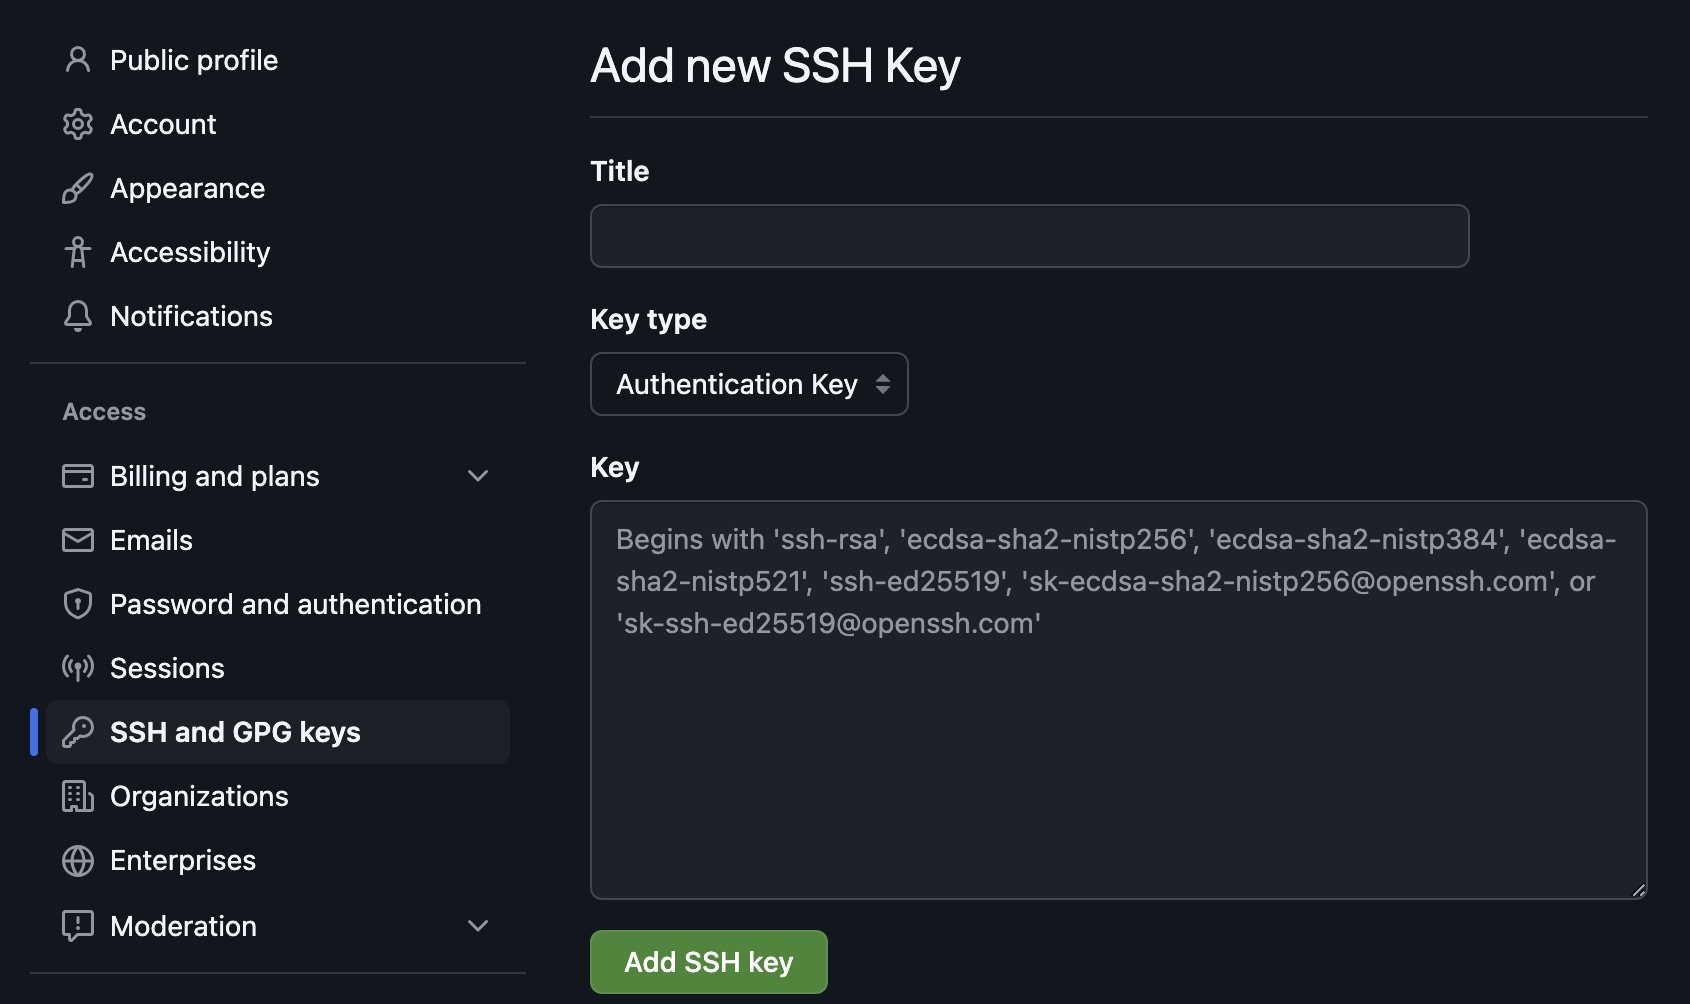 Public profile
Account
Appearance
Accessibility
Notifications
Access
Billing and plans
Emails
Password and authentication
Sessions
SSH and GPG keys
Organizations
Enterprises
Moderation
Add new SSH Key
Title
Key type
Authentication Key
Key
Begins with 'ssh-rsa', 'ecdsa-sha2-nistp256', 'ecdsa-sha2-nistp384', 'ecdsa-
sha2-nistp521', 'ssh-ed25519', 'sk-ecdsa-sha2-nistp256@openssh.com', or
'sk-ssh-ed25519@openssh.com'
Add SSH key